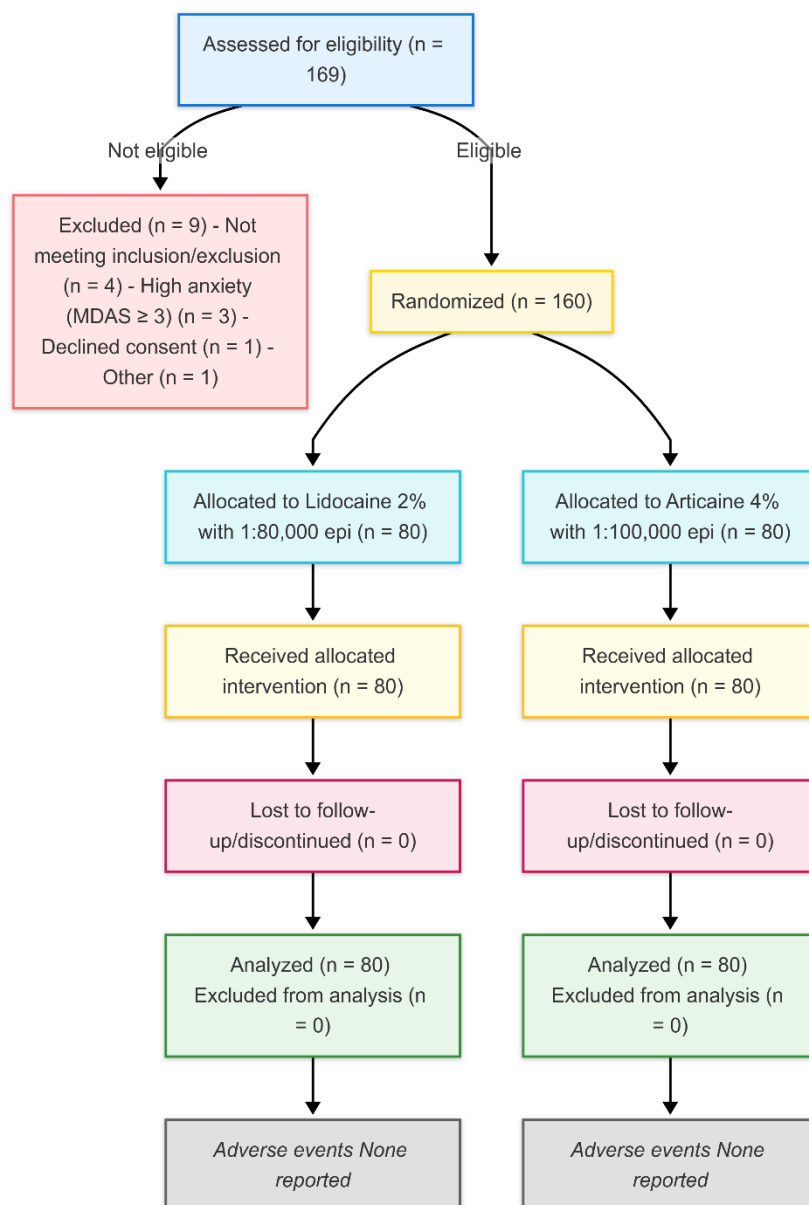 Assessed for eligibility (n =
169)
Not eligible
Eligible
Excluded (n = 9) - Not
meeting inclusion/exclusion
(n = 4) - High anxiety
(MDAS ≥ 3) (n = 3) -
Declined consent (n = 1) -
Other (n = 1)
Randomized (n = 160)
Allocated to Lidocaine 2%
with 1:80,000 epi (n = 80)
Allocated to Articaine 4%
with 1:100,000 epi (n = 80)
Received allocated
intervention (n = 80)
Received allocated
intervention (n = 80)
Lost to follow-
up/discontinued (n = 0)
Lost to follow-
up/discontinued (n = 0)
Analyzed (n = 80)
Excluded from analysis (n
= 0)
Analyzed (n = 80)
Excluded from analysis (n
= 0)
Adverse events None
reported
Adverse events None
reported